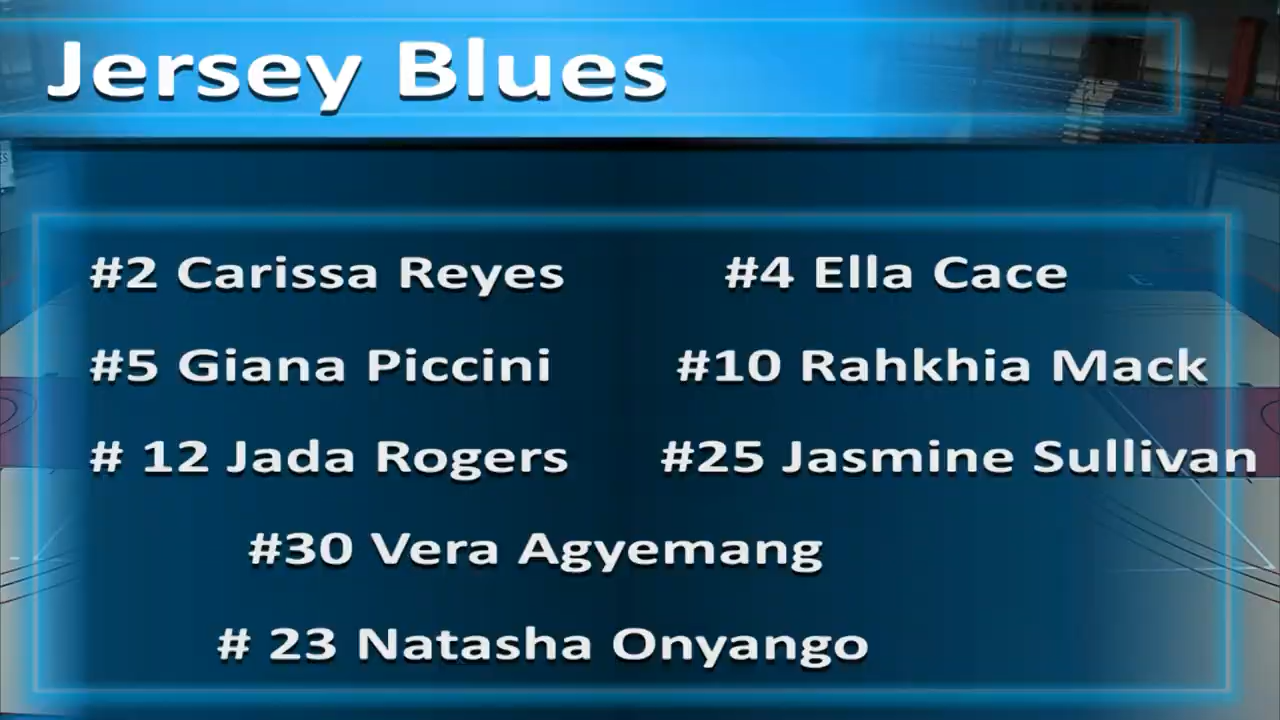 Jersey Blues
#2 Carissa Reyes #4 Ella Cace
#5 Giana Piccini #10 Rahkhia Mack
# 12 Jada Rogers #25 Jasmine Sullivan
#30 Vera Agyemang
# 23 Natasha Onyango